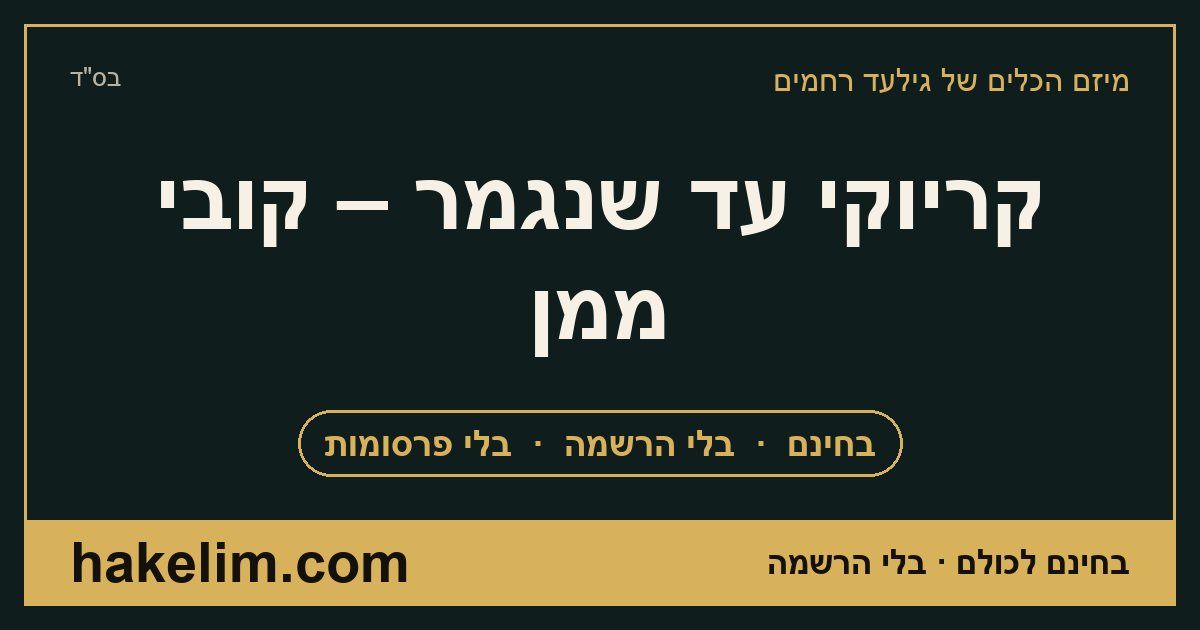 מיזם הכלים של גילעד רחמים
בס"ד
קריוקי עד שנגמר – קובי
ממן
בחינם · בלי הרשמה · בלי פרסומות
בחינם לכולם · בלי הרשמה
hakelim.com